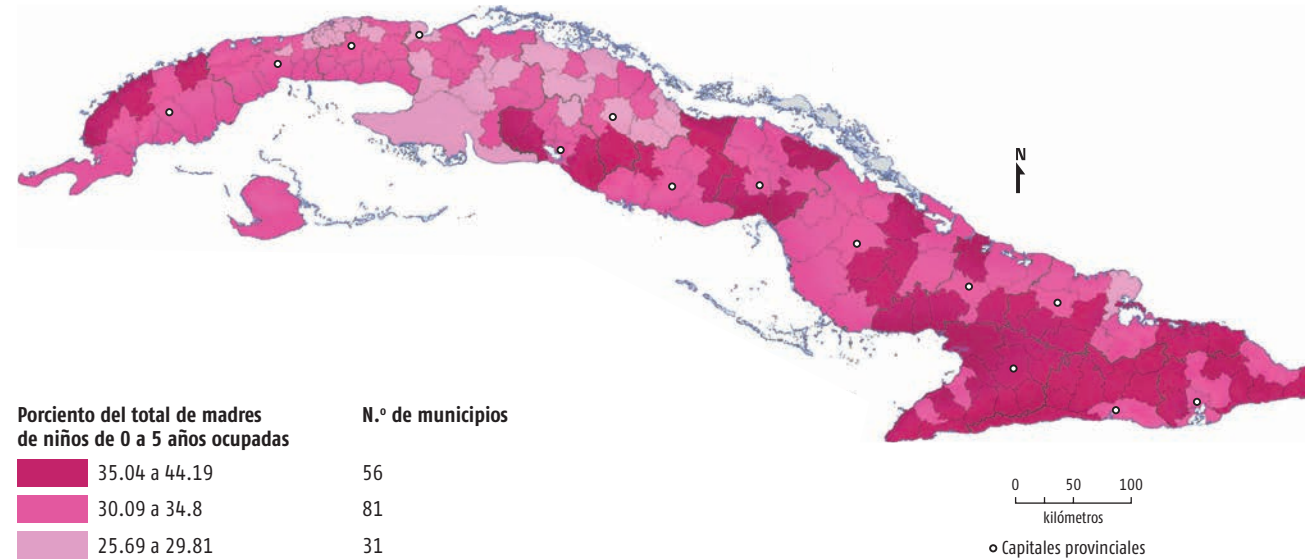 N
Porciento del total de madres
de niños de 0 a 5 años ocupadas
N.º de municipios
35.04 a 44.19 56
30.09 a 34.8 81
25.69 a 29.81 31
0 50 100
kilómetros
Capitales provinciales